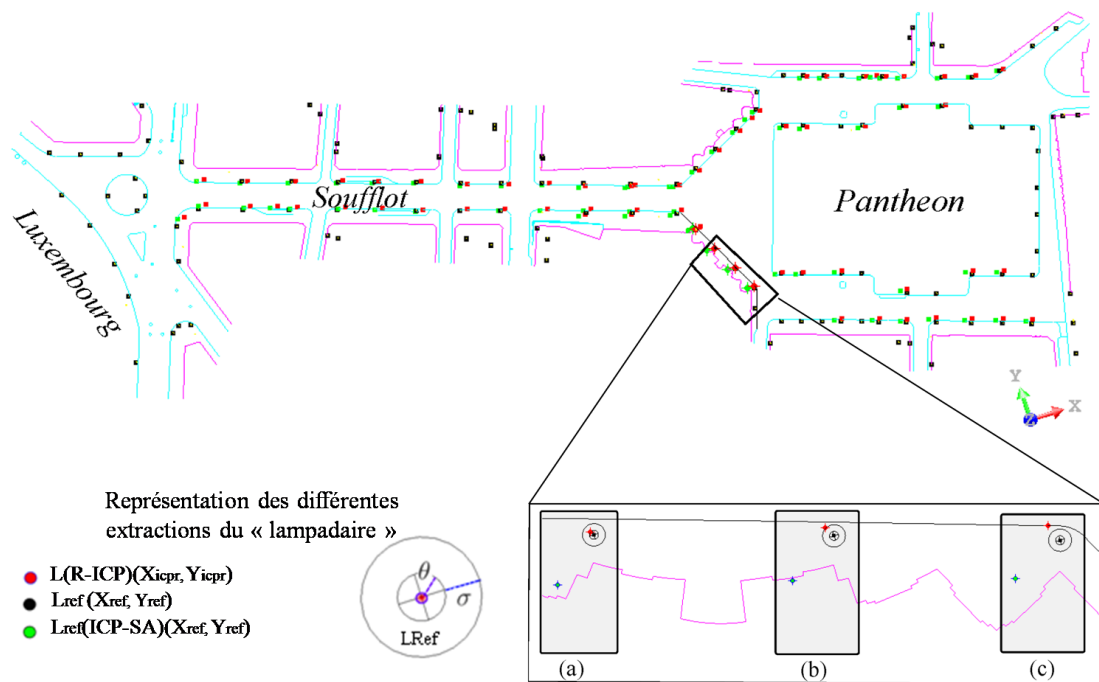 Luxembourg
Soufflot
Pantheon
Y
X
Z
Représentation des différentes
extractions du « lampadaire »
L(R-ICP)(Xicpr, Yicpr)
Lref (Xref, Yref)
Lref(ICP-SA)(Xref, Yref)
θ
σ
LRef
(a)
(b)
(c)